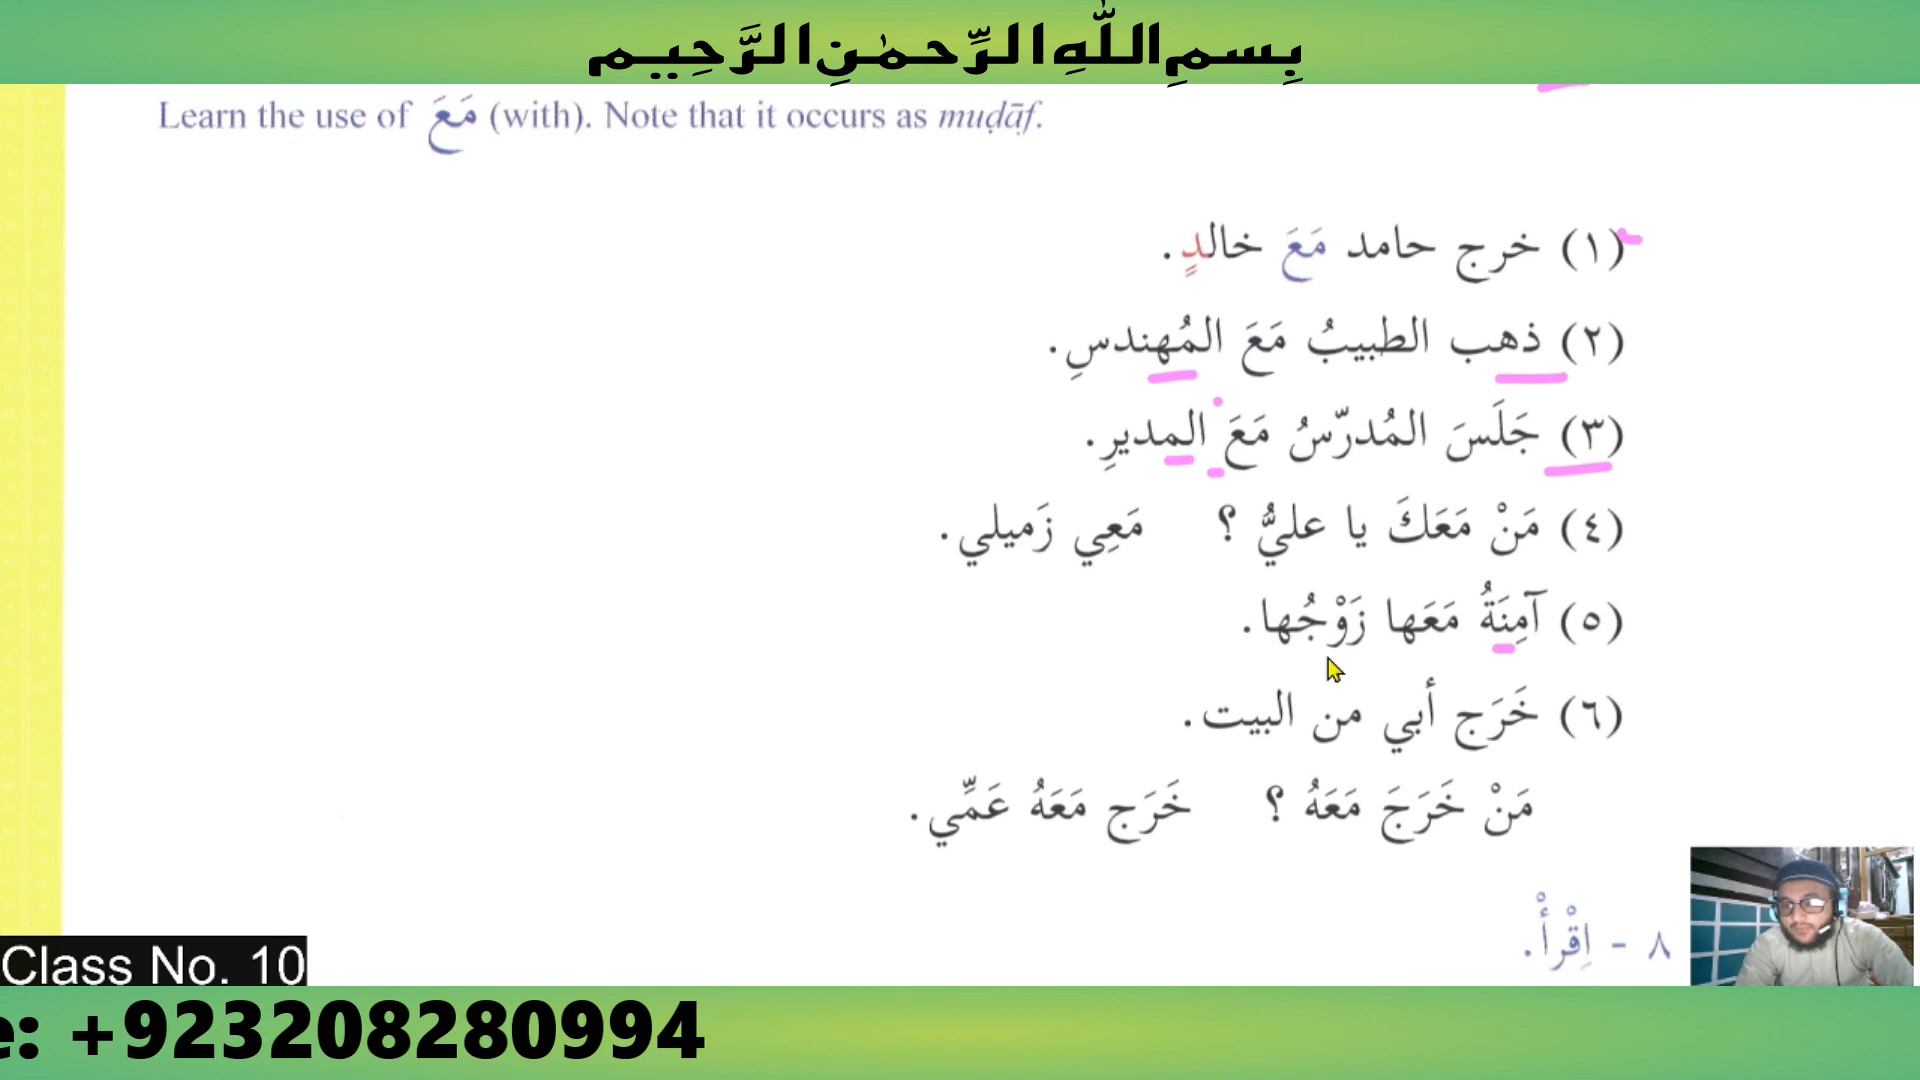 بِسمِ اللّٰهِ الرَّحمٰنِ الرَّحِيم
Learn the use of مَعَ (with). Note that it occurs as muḍāf.
(١) خرج حامد مَعَ خالدٍ .
(٢) ذهب الطبيبُ مَعَ المُهندسِ .
(٣) جَلَسَ المُدرّسُ مَعَ المديرِ .
(٤) مَنْ مَعَكَ يا عليُّ ؟ مَعِي زَميلي .
(٥) آمِنَةُ مَعَها زَوْجُها .
(٦) خَرَج أبي من البيت .
مَنْ خَرَجَ مَعَهُ ؟ خَرَج مَعَهُ عَمِّي .
٨ - اِقْرأْ .
Class No. 10
e: +923208280994